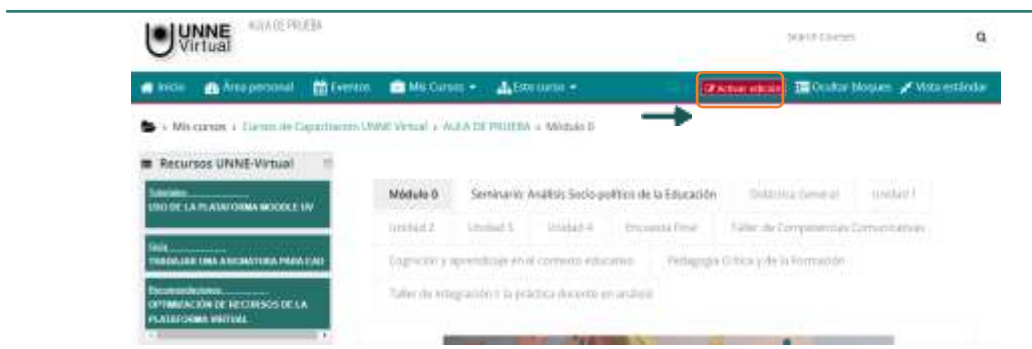 UNNE
Virtual
AULA DE PRUEBA
Search Courses
Inicio Área personal Eventos Mis Cursos Este curso Activar edición Ocultar bloques Vista estándar
Mis cursos Cursos de Capacitación UNNE Virtual AULA DE PRUEBA Módulo 0
Recursos UNNE-Virtual
Tutoriales
USO DE LA PLATAFORMA MOODLE UV
Guía
TRABAJAR UNA ASIGNATURA PARA EAD
Recomendaciones
OPTIMIZACIÓN DE RECURSOS DE LA
PLATAFORMA VIRTUAL
Módulo 0 Seminario: Análisis Socio-político de la Educación Didáctica General Unidad 1
Unidad 2 Unidad 4 Encuesta Final Taller de Competencias Comunicativas
Cognición y aprendizaje en el contexto educativo Pedagogía Crítica y de la Formación
Taller de Integración I: la práctica docente en análisis